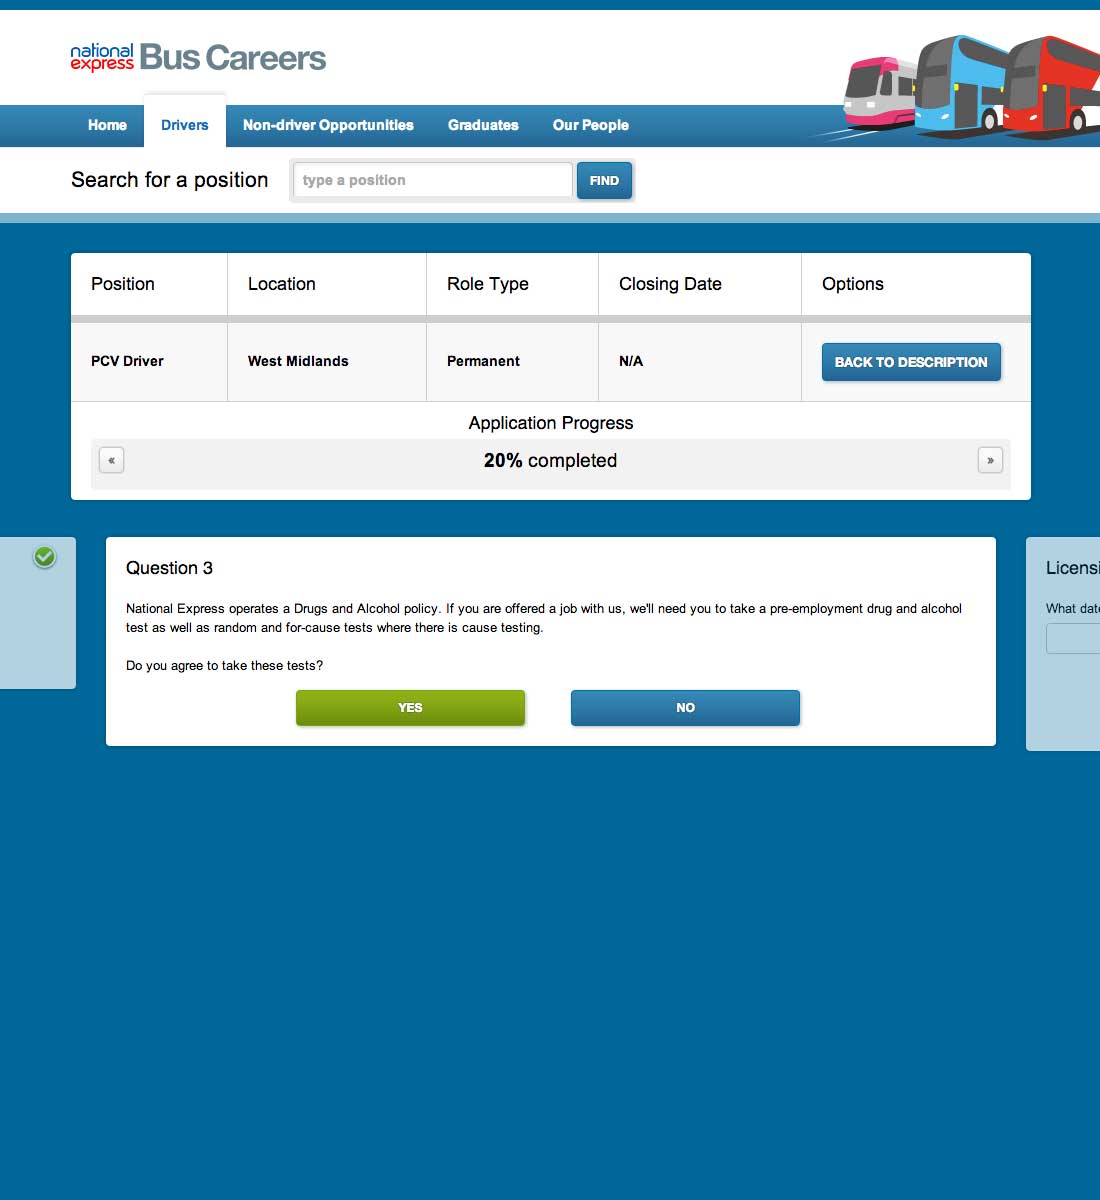 national
express Bus Careers
Home Drivers Non-driver Opportunities Graduates Our People
Search for a position type a position FIND
Position Location Role Type Closing Date Options
PCV Driver West Midlands Permanent N/A BACK TO DESCRIPTION
Application Progress
« 20% completed »
Question 3
National Express operates a Drugs and Alcohol policy. If you are offered a job with us, we'll need you to take a pre-employment drug and alcohol
test as well as random and for-cause tests where there is cause testing.
Do you agree to take these tests?
YES NO
Licensi
What date